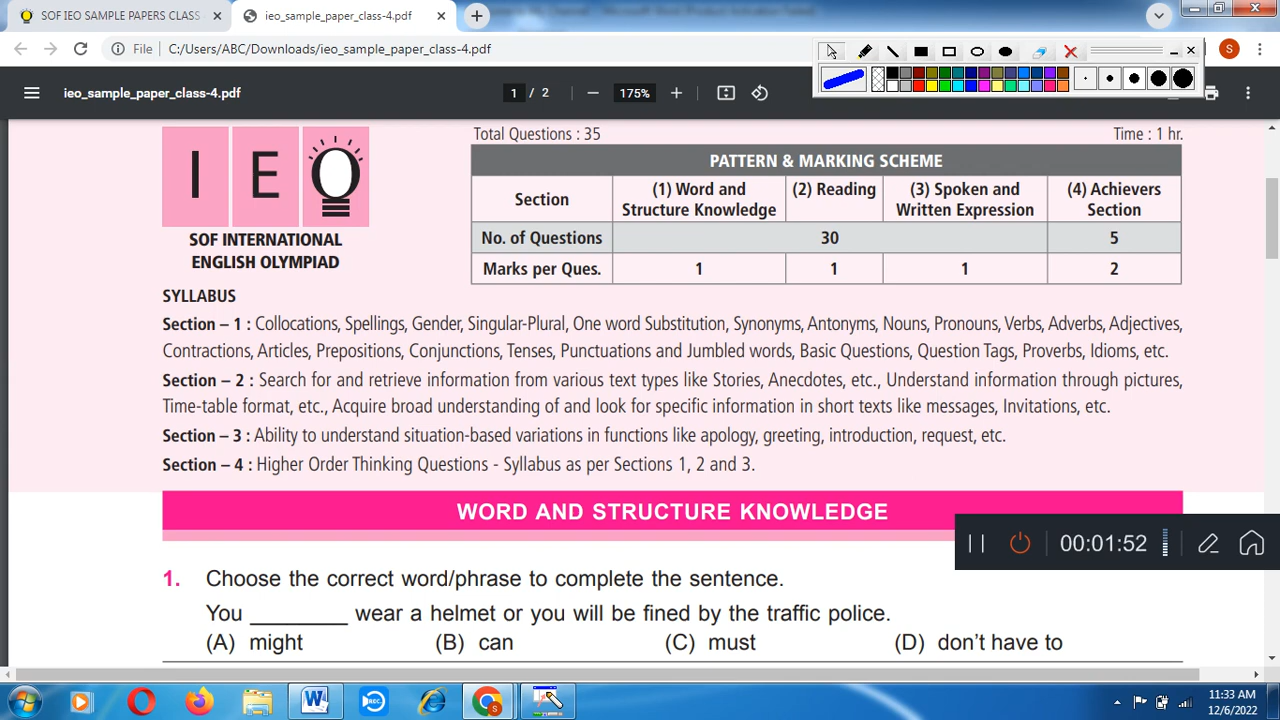 SOF IEO SAMPLE PAPERS CLASS
ieo_sample_paper_class-4.pdf
File C:/Users/ABC/Downloads/ieo_sample_paper_class-4.pdf
S
ieo_sample_paper_class-4.pdf
1 / 2
175%
Total Questions : 35
Time : 1 hr.
I E O
SOF INTERNATIONAL
ENGLISH OLYMPIAD
PATTERN & MARKING SCHEME
Section (1) Word and Structure Knowledge (2) Reading (3) Spoken and Written Expression (4) Achievers Section
No. of Questions 30 5
Marks per Ques. 1 1 1 2
SYLLABUS
Section – 1 : Collocations, Spellings, Gender, Singular-Plural, One word Substitution, Synonyms, Antonyms, Nouns, Pronouns, Verbs, Adverbs, Adjectives,
Contractions, Articles, Prepositions, Conjunctions, Tenses, Punctuations and Jumbled words, Basic Questions, Question Tags, Proverbs, Idioms, etc.
Section – 2 : Search for and retrieve information from various text types like Stories, Anecdotes, etc., Understand information through pictures,
Time-table format, etc., Acquire broad understanding of and look for specific information in short texts like messages, Invitations, etc.
Section – 3 : Ability to understand situation-based variations in functions like apology, greeting, introduction, request, etc.
Section – 4 : Higher Order Thinking Questions - Syllabus as per Sections 1, 2 and 3.
WORD AND STRUCTURE KNOWLEDGE
00:01:52
1. Choose the correct word/phrase to complete the sentence.
You ________ wear a helmet or you will be fined by the traffic police.
(A) might (B) can (C) must (D) don't have to
REC
S
11:33 AM
12/6/2022